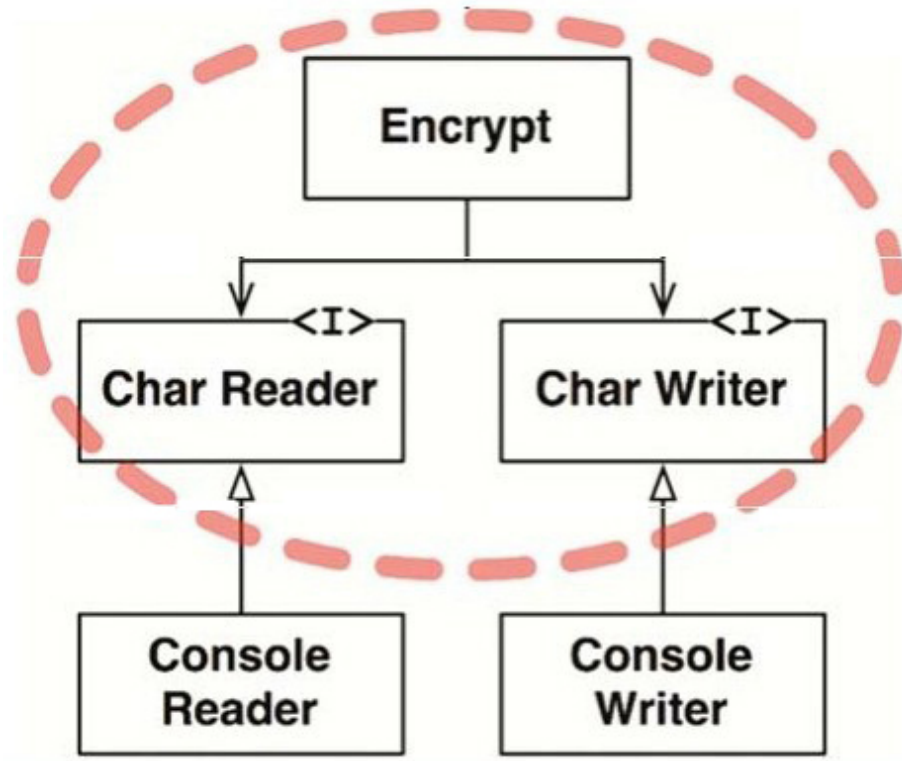 Encrypt
<I>
<I>
Char Reader
Char Writer
Console
Reader
Console
Writer